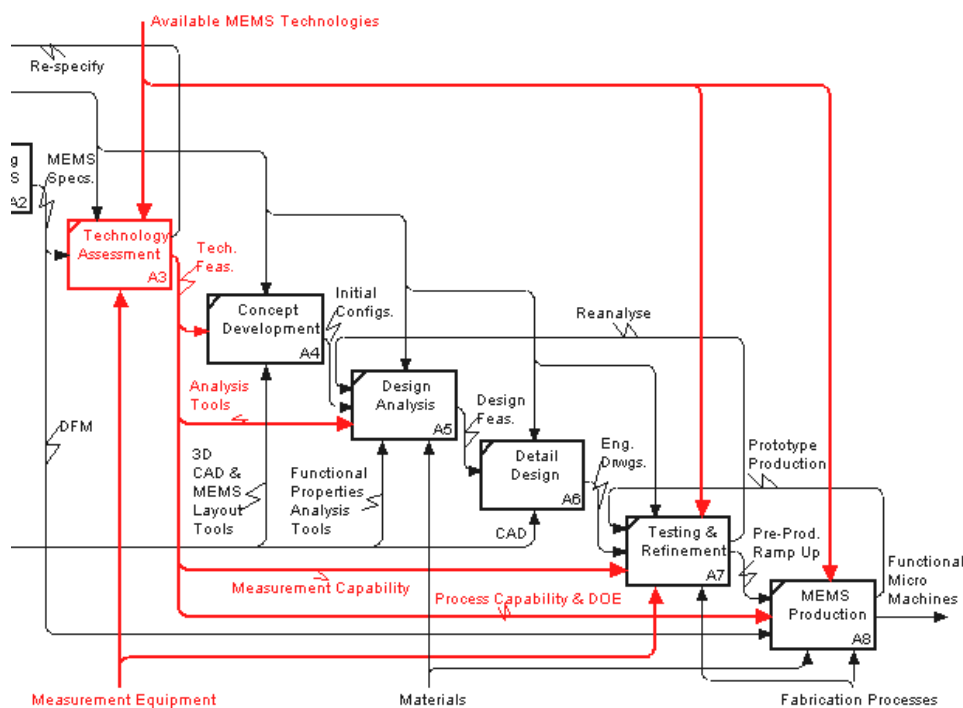 Available MEMS Technologies
Re-specify
g
S
A2
MEMS
Specs.
Technology
Assessment
A3
Tech.
Feas.
Concept
Development
A4
Initial
Configs.
Reanalyse
Analysis
Tools
Design
Analysis
A5
Design
Feas.
DFM
3D
CAD &
MEMS
Layout
Tools
Functional
Properties
Analysis
Tools
Detail
Design
A6
Eng.
Drwgs.
Prototype
Production
CAD
Testing &
Refinement
A7
Pre-Prod.
Ramp Up
Functional
Micro
Machines
Measurement Capability
Process Capability & DOE
MEMS
Production
A8
Measurement Equipment
Materials
Fabrication Processes